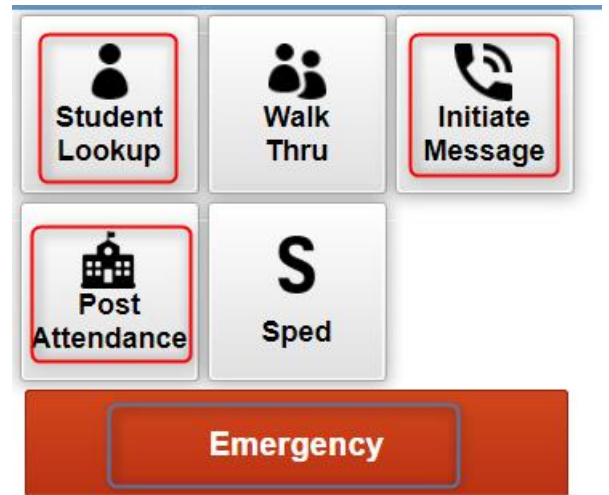 Student
Lookup
Walk
Thru
Initiate
Message
Post
Attendance
S
Sped
Emergency